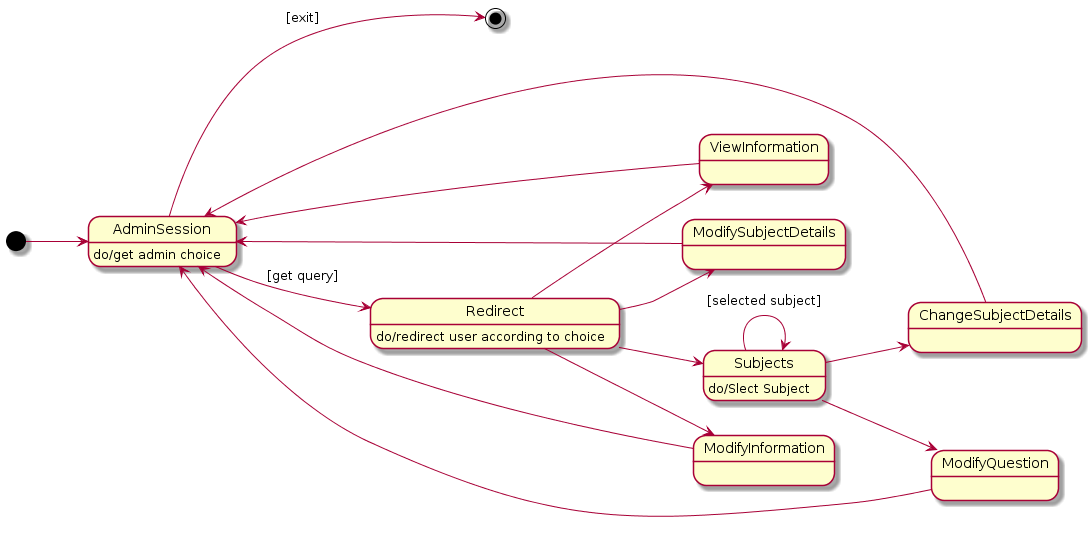 [exit]
ViewInformation
AdminSession
do/get admin choice
ModifySubjectDetails
[get query]
Redirect
do/redirect user according to choice
[selected subject]
ChangeSubjectDetails
Subjects
do/Slect Subject
ModifyInformation
ModifyQuestion